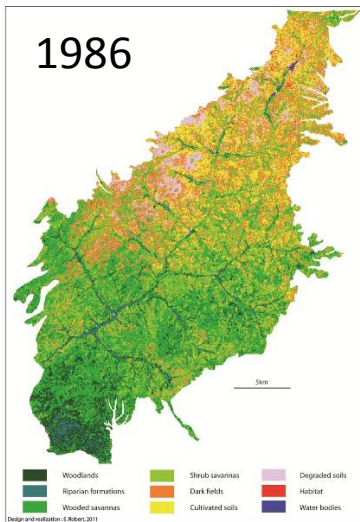 1986
5km
Woodlands
Shrub savannas
Degraded soils
Riparian formations
Dark fields
Habitat
Wooded savannas
Cultivated soils
Water bodies
Design and realization : E.Robert, 2011